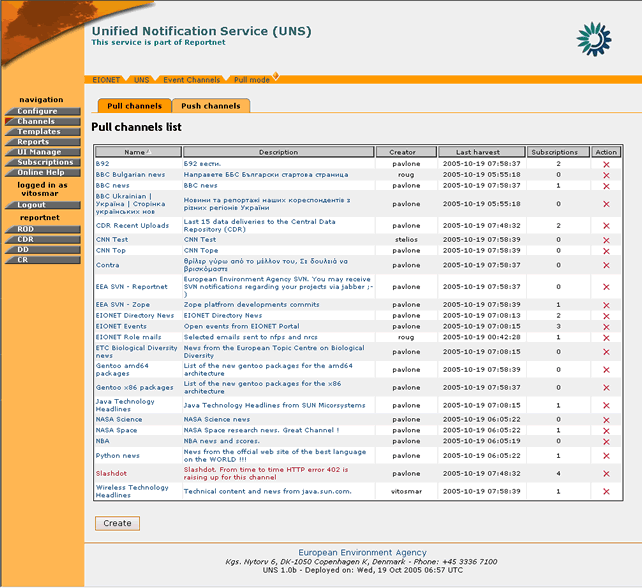 Unified Notification Service (UNS)
This service is part of Reportnet
EIONET UNS Event Channels Pull mode
navigation
Configure
Channels
Templates
Reports
UI Manage
Subscriptions
Online Help
logged in as
vitosmar
Logout
reportnet
ROD
CDR
DD
CR
Pull channels Push channels
Pull channels list
Name Description Creator Last harvest Subscriptions Action
B92 Б92 вести. pavlone 2005-10-19 07:58:37 2
BBC Bulgarian news Направете ББС Български стартова страница roug 2005-10-19 05:55:18 0
BBC news BBC news pavlone 2005-10-19 07:58:37 1
BBC Ukrainian |
Україна | Сторінка
українських нов
Новини та репортажі наших кореспондентів з
різних регіонів України
pavlone 2005-10-19 05:55:18 0
CDR Recent Uploads Last 15 data deliveries to the Central Data
Repository (CDR)
pavlone 2005-10-19 07:48:32 2
CNN Test CNN Test stelios 2005-10-19 07:58:39 0
CNN Top CNN Tope pavlone 2005-10-19 07:58:39 0
Contra θρίλερ γύρω από το μέλλον του, Σε δουλειά να
βρισκόμαστε
pavlone 2005-10-19 07:58:37 0
EEA SVN - Reportnet European Environment Agency SVN. You may receive
SVN notifications regarding your projects via jabber ;-
)
pavlone 2005-10-19 07:58:37 0
EEA SVN - Zope Zope platfrom developments commits pavlone 2005-10-19 07:58:39 1
EIONET Directory News EIONET Directory News pavlone 2005-10-19 07:08:13 2
EIONET Events Open events from EIONET Portal pavlone 2005-10-19 07:08:15 3
EIONET Role mails Selected emails sent to nfps and nrcs roug 2005-10-19 00:42:28 1
ETC Biological Diversity
news
News from the European Topic Centre on Biological
Diversity
pavlone 2005-10-19 07:08:15 0
Gentoo amd64
packages
List of the new gentoo packages for the amd64
architecture
pavlone 2005-10-19 07:58:39 0
Gentoo x86 packages List of the new gentoo packages for the x86
architecture
pavlone 2005-10-19 07:58:37 0
Java Technology
Headlines
Java Technology Headlines from SUN Micorsystems pavlone 2005-10-19 07:08:15 1
NASA Science NASA Science news pavlone 2005-10-19 06:05:22 0
NASA Space NASA Space research news. Great Channel ! pavlone 2005-10-19 06:05:22 1
NBA NBA news and scores. pavlone 2005-10-19 06:05:19 0
Python news News from the offcial web site of the best language
on the WORLD !!!
pavlone 2005-10-19 06:05:22 1
Slashdot Slashdot. From time to time HTTP error 402 is
raising up for this channel
pavlone 2005-10-19 07:48:32 4
Wireless Technology
Headlines
Technical content and news from java.sun.com. vitosmar 2005-10-19 07:58:39 1
Create
European Environment Agency
Kgs. Nytorv 6, DK-1050 Copenhagen K, Denmark - Phone: +45 3336 7100
UNS 1.0b - Deployed on: Wed, 19 Oct 2005 06:57 UTC